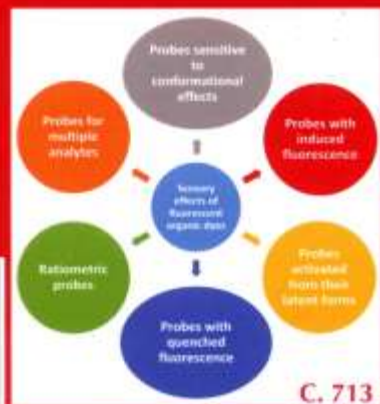 Probes sensitive
to
conformational
effects
Probes for
multiple
analytes
Probes with
induced
fluorescence
Sensory
effects of
fluorescent
organic dyes
Ratiometric
probes
Probes
activated
from their
latent forms
Probes with
quenched
fluorescence
С. 713